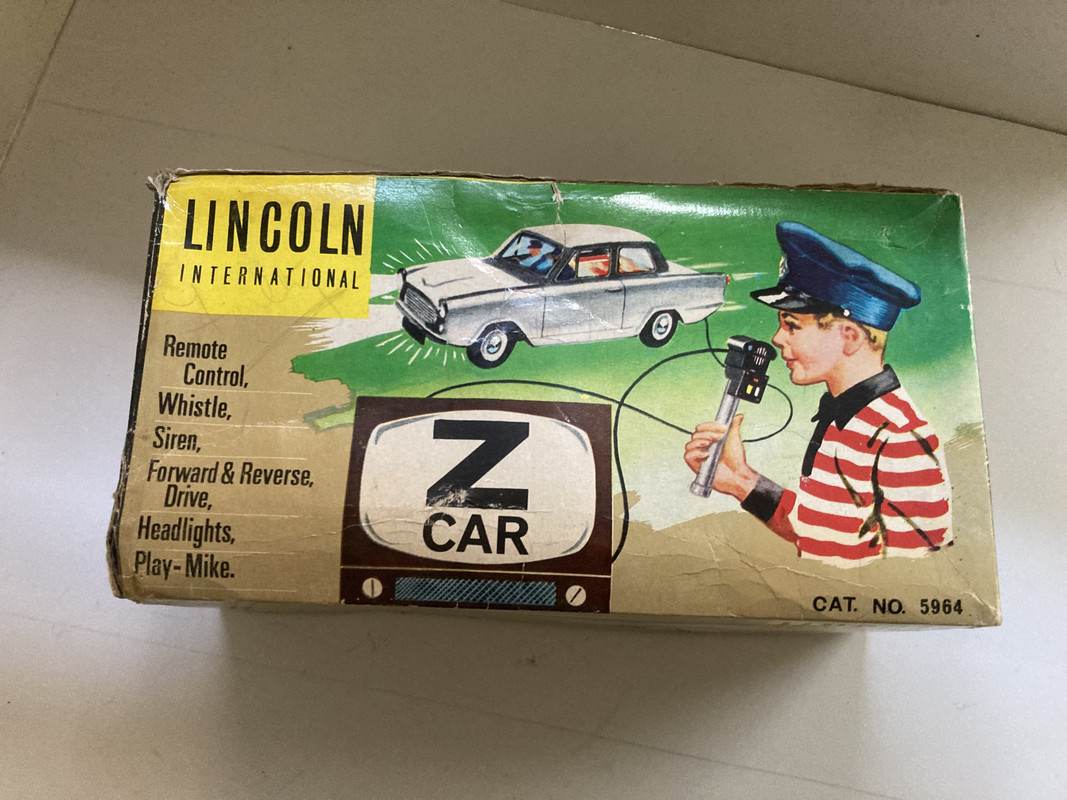 LINCOLN
INTERNATIONAL
Remote
Control,
Whistle,
Siren,
Forward & Reverse,
Drive,
Headlights,
Play-Mike.
Z
CAR
CAT. NO. 5964